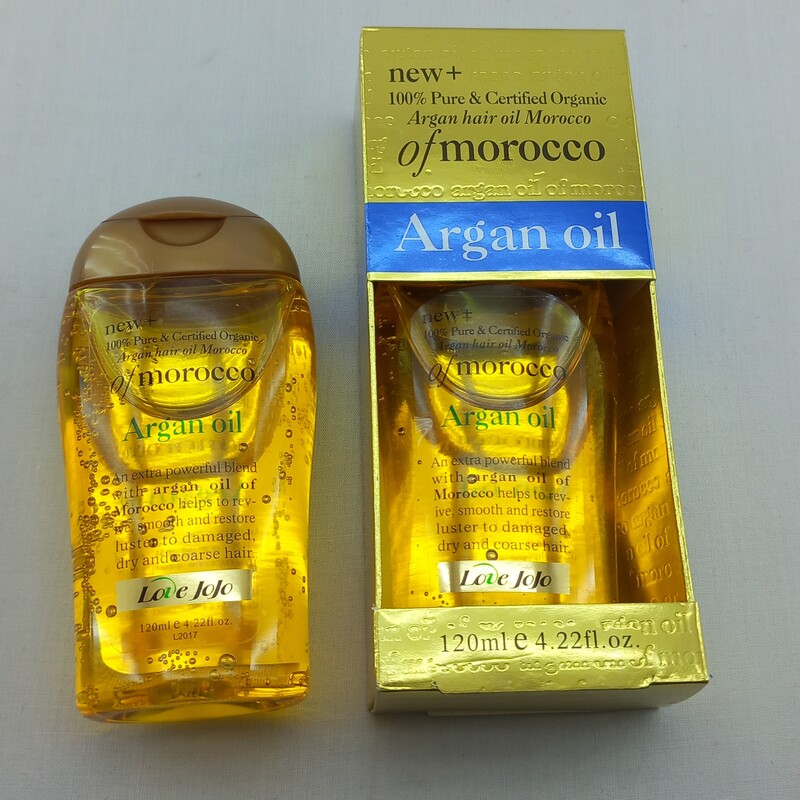 new+
100% Pure & Certified Organic
Argan hair oil Morocco
of morocco
Argan oil
An extra powerful blend
with argan oil of
Morocco helps to rev-
ive, smooth and restore
luster to damaged,
dry and coarse hair.
Love JoJo
120ml e 4.22fl.oz.
L2017
new+
100% Pure & Certified Organic
Argan hair oil Morocco
of morocco
argan oil of moroc
Argan oil
new+
100% Pure & Certified Organic
Argan hair oil Morocco
of morocco
Argan oil
An extra powerful blend
with argan oil of
Morocco helps to rev-
ive, smooth and restore
luster to damaged,
dry and coarse hair.
Love JoJo
120ml e 4.22fl.oz.